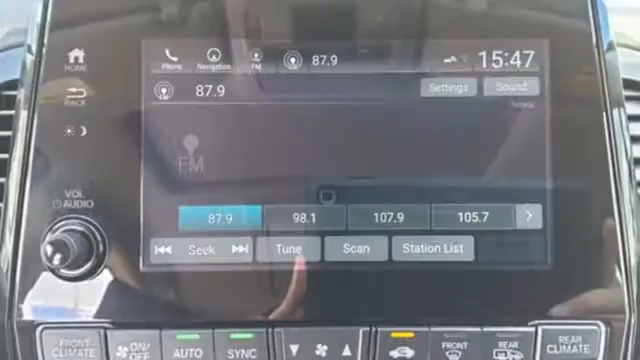 HOME
BACK
VOL
AUDIO
Phone Navigation FM 87.9 15:47
87.9 Settings Sound
FM
87.9 98.1 107.9 105.7
Seek Tune Scan Station List
FRONT CLIMATE ON/OFF AUTO SYNC FRONT REAR REAR CLIMATE